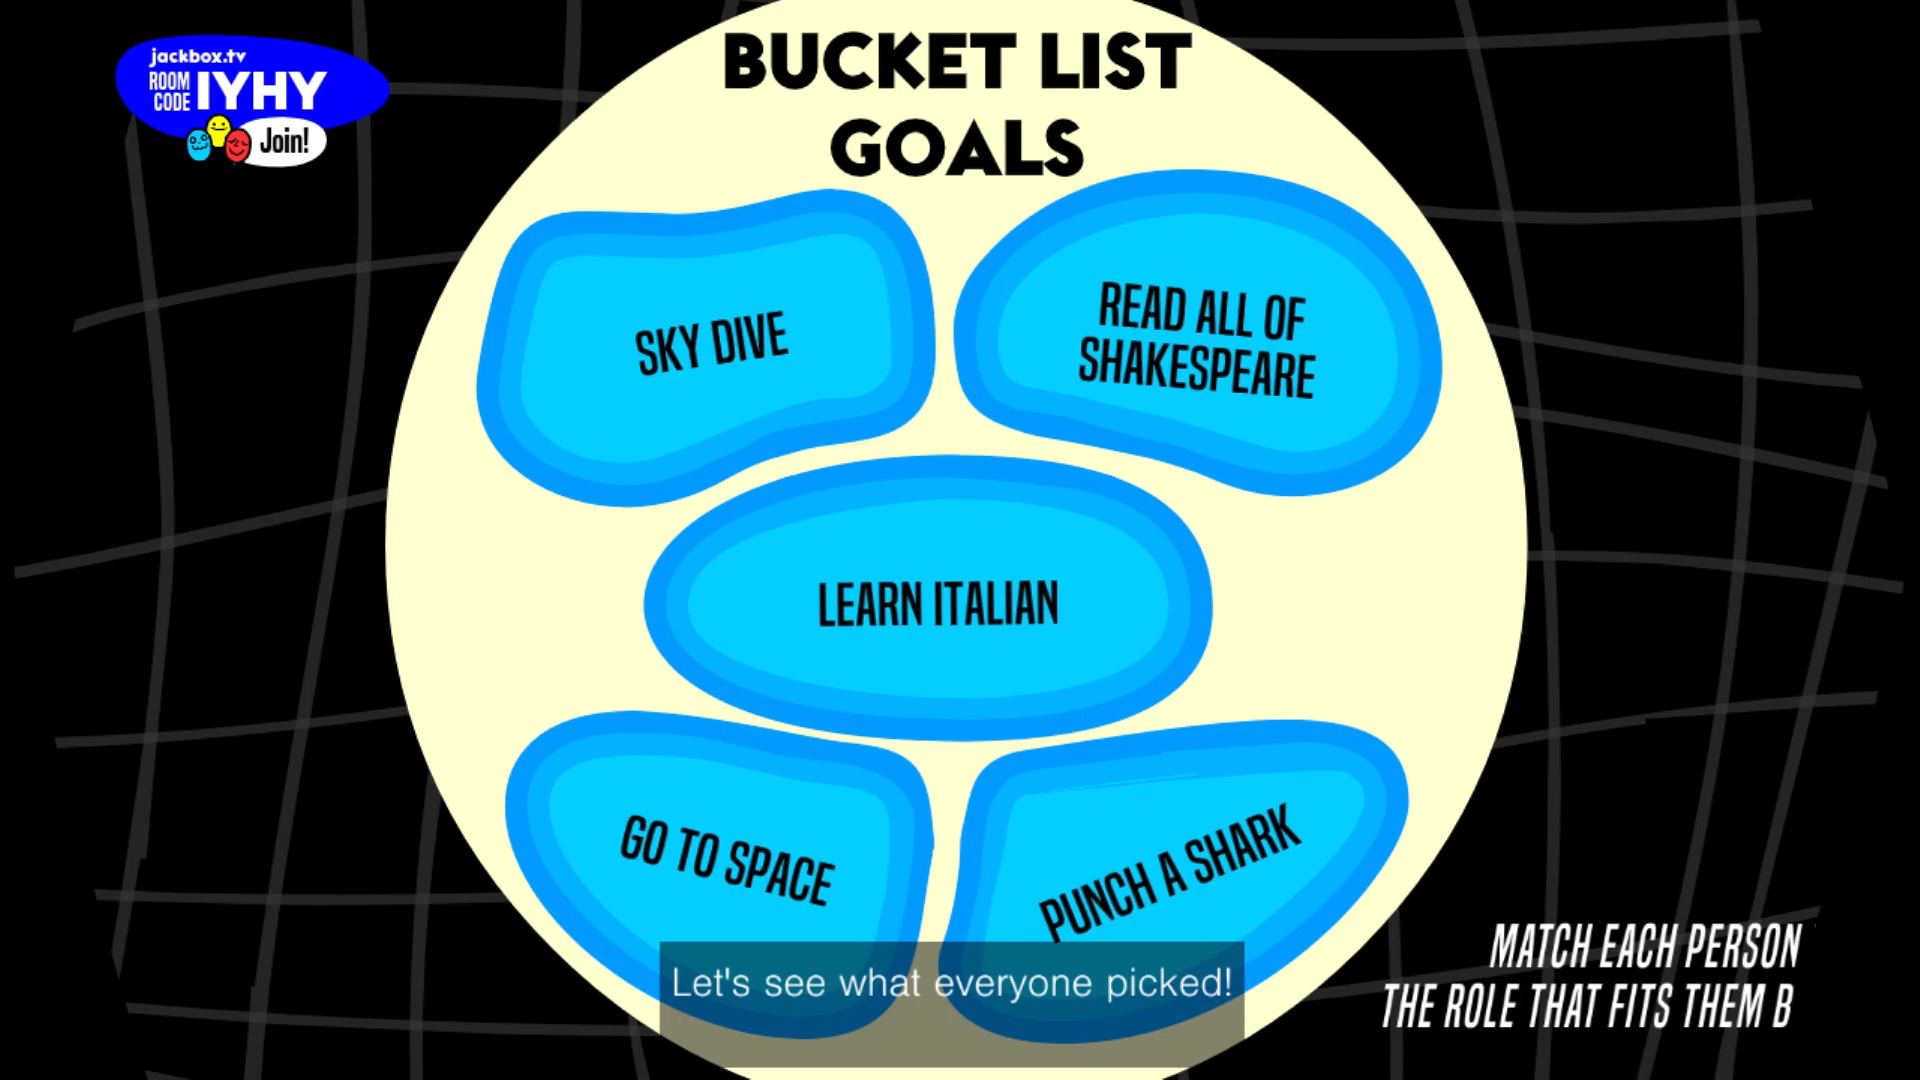 jackbox.tv
ROOM
CODE IYHY
Join!
BUCKET LIST
GOALS
SKY DIVE
READ ALL OF
SHAKESPEARE
LEARN ITALIAN
GO TO SPACE
PUNCH A SHARK
Let's see what everyone picked!
MATCH EACH PERSON
THE ROLE THAT FITS THEM B